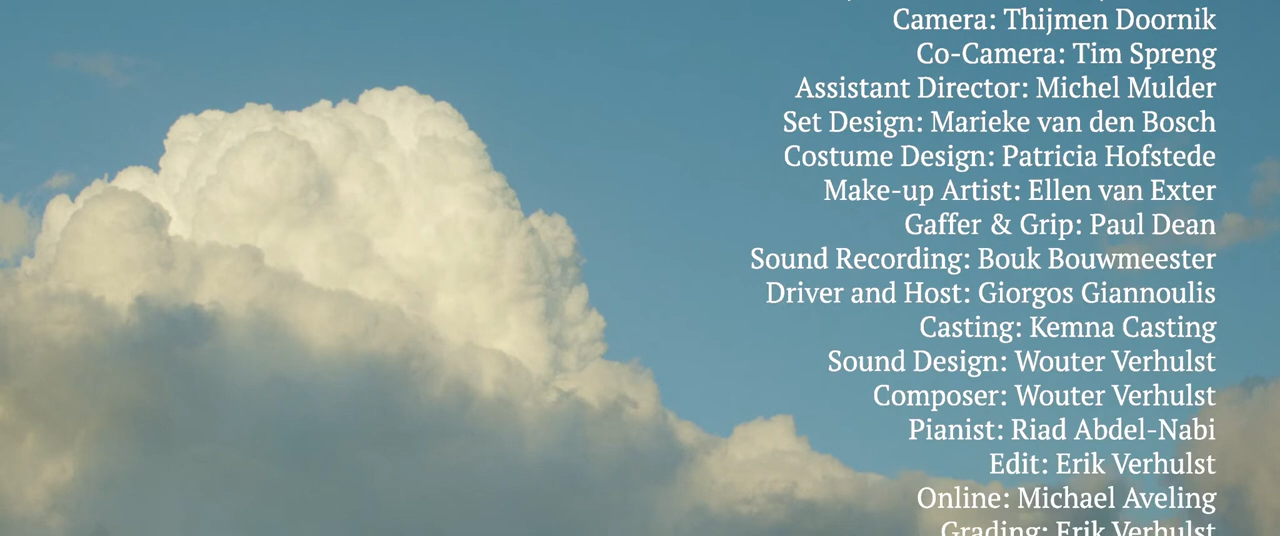 Camera: Thijmen Doornik
Co-Camera: Tim Spreng
Assistant Director: Michel Mulder
Set Design: Marieke van den Bosch
Costume Design: Patricia Hofstede
Make-up Artist: Ellen van Exter
Gaffer & Grip: Paul Dean
Sound Recording: Bouk Bouwmeester
Driver and Host: Giorgos Giannoulis
Casting: Kemna Casting
Sound Design: Wouter Verhulst
Composer: Wouter Verhulst
Pianist: Riad Abdel-Nabi
Edit: Erik Verhulst
Online: Michael Aveling
Grading: Erik Verhulst